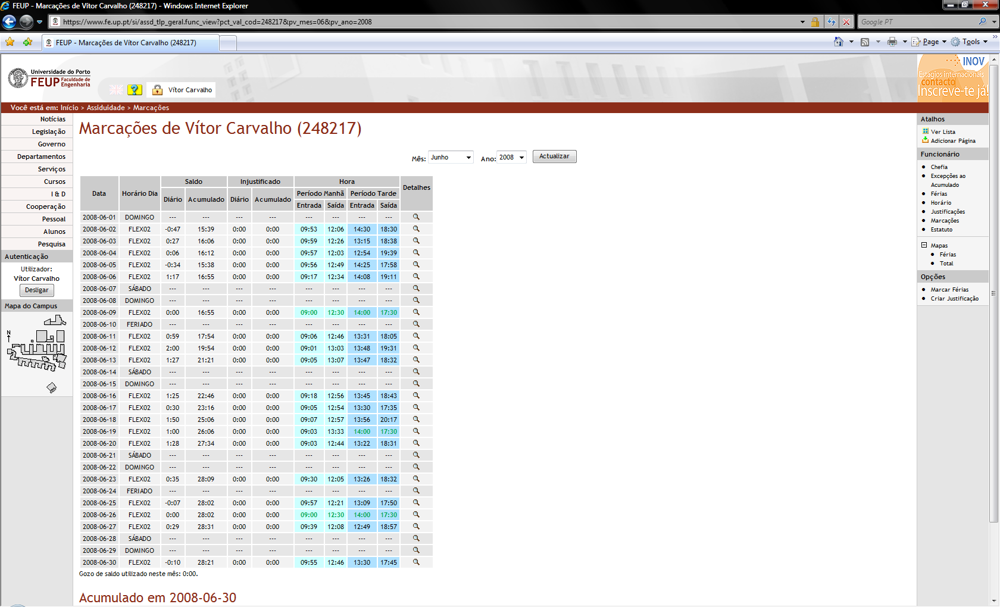 FEUP - Marcações de Vítor Carvalho (248217) - Windows Internet Explorer
https://www.fe.up.pt/si/assd_tlp_geral.func_view?pct_val_cod=248217&pv_mes=06&pv_ano=2008
Google PT
FEUP - Marcações de Vítor Carvalho (248217)
Page
Tools
Universidade do Porto
FEUP Faculdade de Engenharia
Vítor Carvalho
INOV
Estágios internacionais
contacto
Inscreve-te já!
Você está em: Início > Assiduidade > Marcações
Notícias
Legislação
Governo
Departamentos
Serviços
Cursos
I & D
Cooperação
Pessoal
Alunos
Pesquisa
Autenticação
Utilizador:
Vítor Carvalho
Desligar
Mapa do Campus
N
Marcações de Vítor Carvalho (248217)
Mês: Junho Ano: 2008 Actualizar
Data Horário Dia Saldo Injustificado Hora Detalhes
Diário Acumulado Diário Acumulado Período Manhã Período Tarde
Entrada Saída Entrada Saída
2008-06-01 DOMINGO --- --- --- --- --- --- --- ---
2008-06-02 FLEX02 -0:47 15:39 0:00 0:00 09:53 12:06 14:30 18:30
2008-06-03 FLEX02 0:27 16:06 0:00 0:00 09:59 12:26 13:15 18:38
2008-06-04 FLEX02 0:06 16:12 0:00 0:00 09:57 12:03 12:54 19:39
2008-06-05 FLEX02 -0:34 15:38 0:00 0:00 09:56 12:49 14:25 17:58
2008-06-06 FLEX02 1:17 16:55 0:00 0:00 09:17 12:34 14:08 19:11
2008-06-07 SÁBADO --- --- --- --- --- --- --- ---
2008-06-08 DOMINGO --- --- --- --- --- --- --- ---
2008-06-09 FLEX02 0:00 16:55 0:00 0:00 09:00 12:30 14:00 17:30
2008-06-10 FERIADO --- --- --- --- --- --- --- ---
2008-06-11 FLEX02 0:59 17:54 0:00 0:00 09:06 12:46 13:31 18:05
2008-06-12 FLEX02 2:00 19:54 0:00 0:00 09:01 13:03 13:48 19:31
2008-06-13 FLEX02 1:27 21:21 0:00 0:00 09:05 13:07 13:47 18:32
2008-06-14 SÁBADO --- --- --- --- --- --- --- ---
2008-06-15 DOMINGO --- --- --- --- --- --- --- ---
2008-06-16 FLEX02 1:25 22:46 0:00 0:00 09:18 12:56 13:45 18:43
2008-06-17 FLEX02 0:30 23:16 0:00 0:00 09:05 12:54 13:30 17:35
2008-06-18 FLEX02 1:50 25:06 0:00 0:00 09:07 12:57 13:56 20:17
2008-06-19 FLEX02 1:00 26:06 0:00 0:00 09:03 13:33 14:00 17:30
2008-06-20 FLEX02 1:28 27:34 0:00 0:00 09:03 12:44 13:22 18:31
2008-06-21 SÁBADO --- --- --- --- --- --- --- ---
2008-06-22 DOMINGO --- --- --- --- --- --- --- ---
2008-06-23 FLEX02 0:35 28:09 0:00 0:00 09:30 12:05 13:26 18:32
2008-06-24 FERIADO --- --- --- --- --- --- --- ---
2008-06-25 FLEX02 -0:07 28:02 0:00 0:00 09:57 12:21 13:09 17:50
2008-06-26 FLEX02 0:00 28:02 0:00 0:00 09:00 12:30 14:00 17:30
2008-06-27 FLEX02 0:29 28:31 0:00 0:00 09:39 12:08 12:49 18:57
2008-06-28 SÁBADO --- --- --- --- --- --- --- ---
2008-06-29 DOMINGO --- --- --- --- --- --- --- ---
2008-06-30 FLEX02 -0:10 28:21 0:00 0:00 09:55 12:46 13:30 17:45
Gozo de saldo utilizado neste mês: 0:00.
Acumulado em 2008-06-30
Atalhos
Ver Lista
Adicionar Página
Funcionário
Chefia
Excepções ao
Acumulado
Férias
Horário
Justificações
Marcações
Estatuto
Mapas
Férias
Total
Opções
Marcar Férias
Criar Justificação